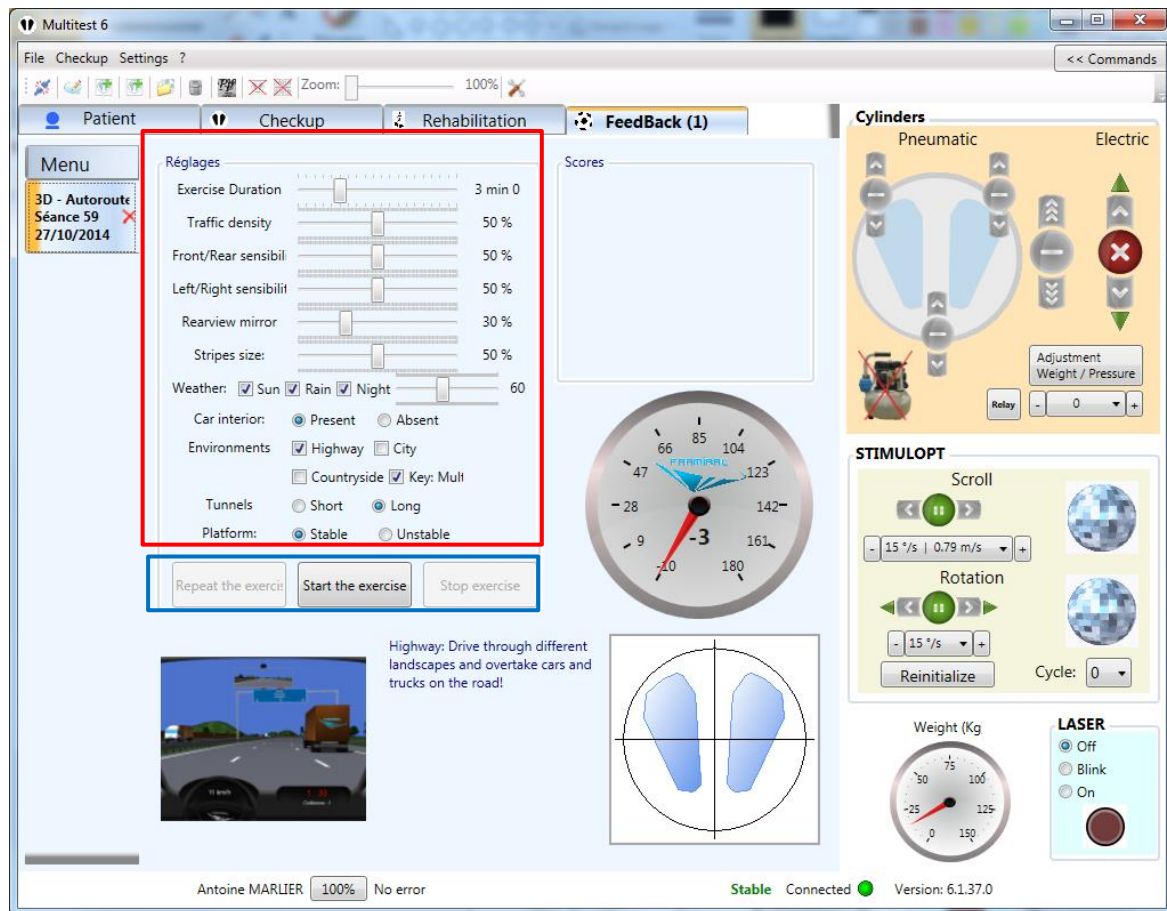 Multitest 6
File Checkup Settings ?
<< Commands
Zoom: 100%
Patient
Checkup
Rehabilitation
FeedBack (1)
Menu
3D - Autoroute
Séance 59
27/10/2014
Réglages
Exercise Duration 3 min 0
Traffic density 50 %
Front/Rear sensibili 50 %
Left/Right sensibilit 50 %
Rearview mirror 30 %
Stripes size: 50 %
Weather: Sun Rain Night 60
Car interior: Present Absent
Environments Highway City
Countryside Key: Mult
Tunnels Short Long
Platform: Stable Unstable
Repeat the exercis
Start the exercise
Stop exercise
Scores
FRAMIRAL
-10 9 28 47 66 85 104 123 142 161 180
-3
Highway: Drive through different
landscapes and overtake cars and
trucks on the road!
11 km/h
Cylinders
Pneumatic
Electric
Adjustment
Weight / Pressure
Relay
- 0 +
STIMULOPT
Scroll
- 15 °/s | 0.79 m/s +
Rotation
- 15 °/s +
Reinitialize
Cycle: 0
Weight (Kg
0 25 50 75 100 125 150
LASER
Off
Blink
On
Antoine MARLIER 100% No error
Stable Connected Version: 6.1.37.0